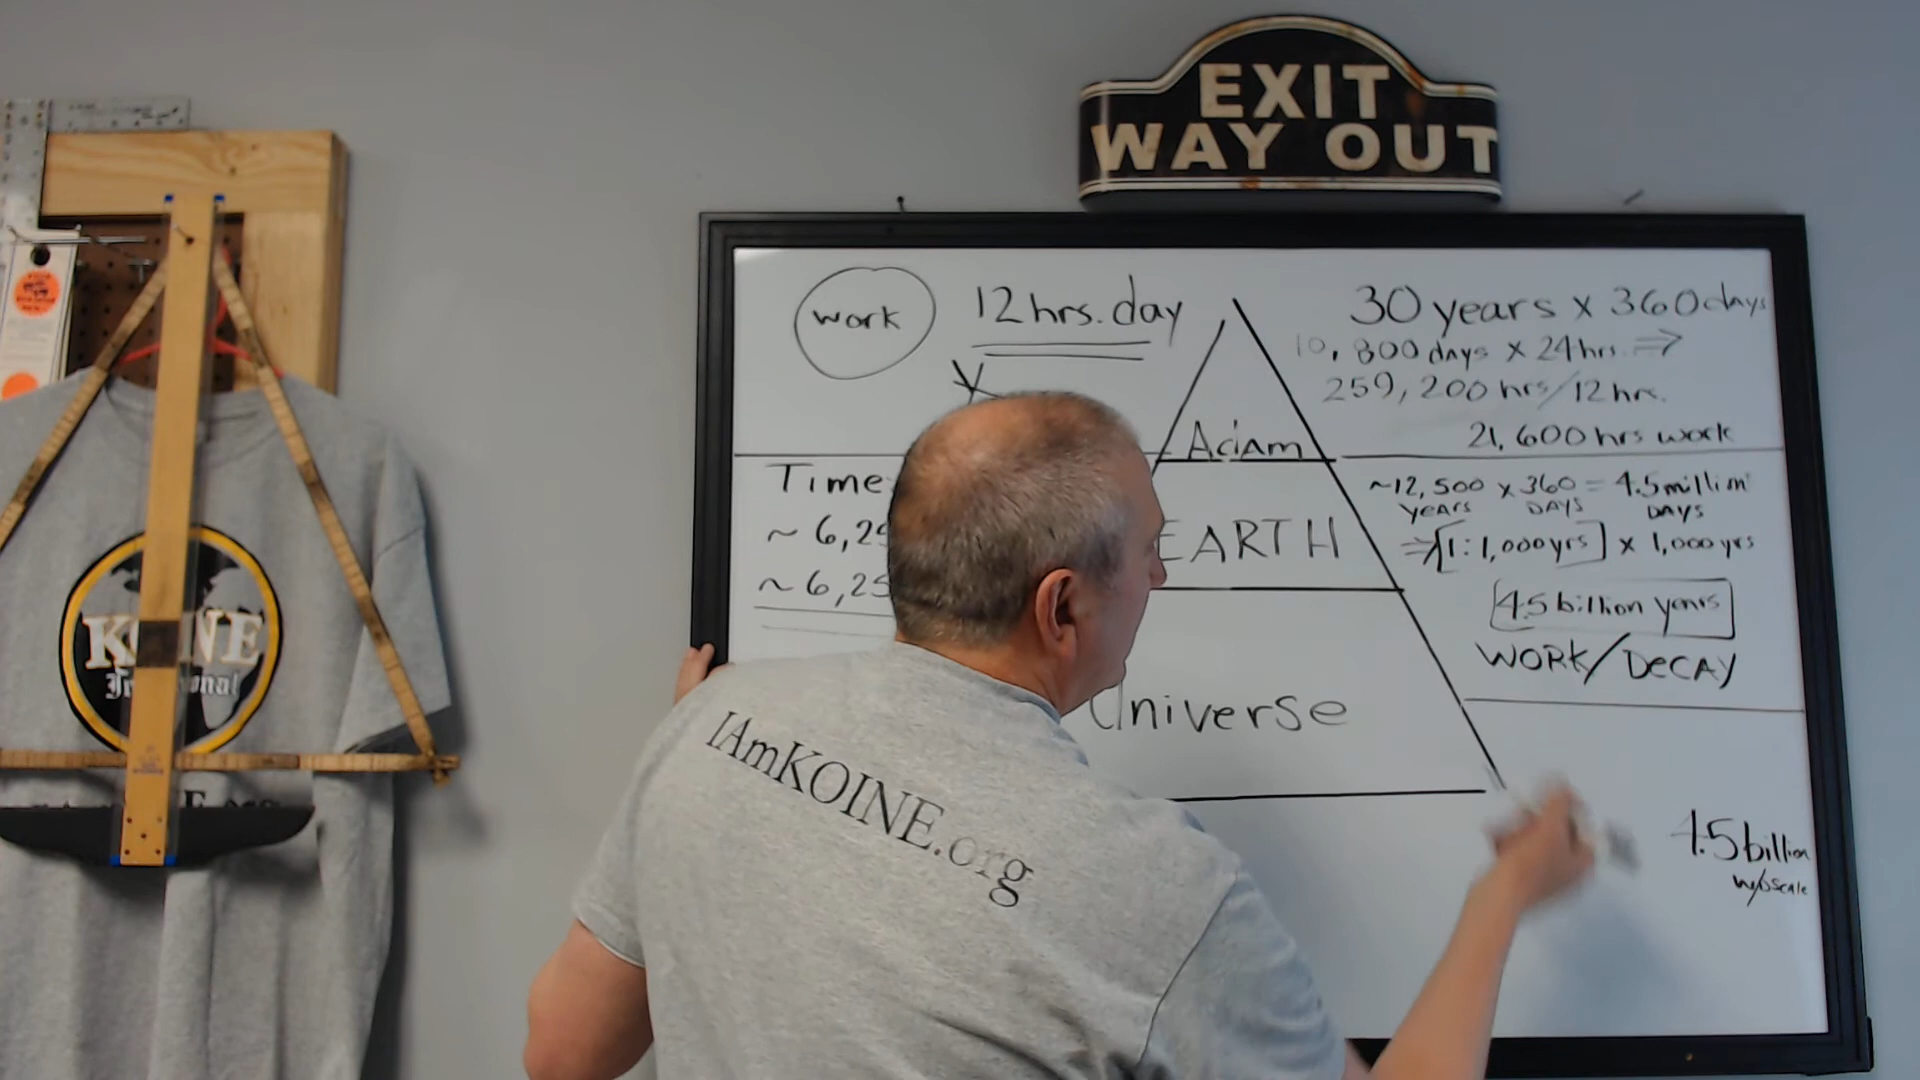 EXIT
WAY OUT
work
12 hrs. day
30 years x 360 days
10,800 days x 24 hrs. ⇒
259,200 hrs/12 hr.
21,600 hrs work
Adam
Time
~ 6,25
~ 6,25
EARTH
~12,500 x 360 = 4.5 million
years DAYS DAYS
⇒ [1:1,000 yrs] x 1,000 yrs
4.5 billion years
WORK/DECAY
Universe
4.5 billion
w/o scale
KOINE
IAmKOINE.org